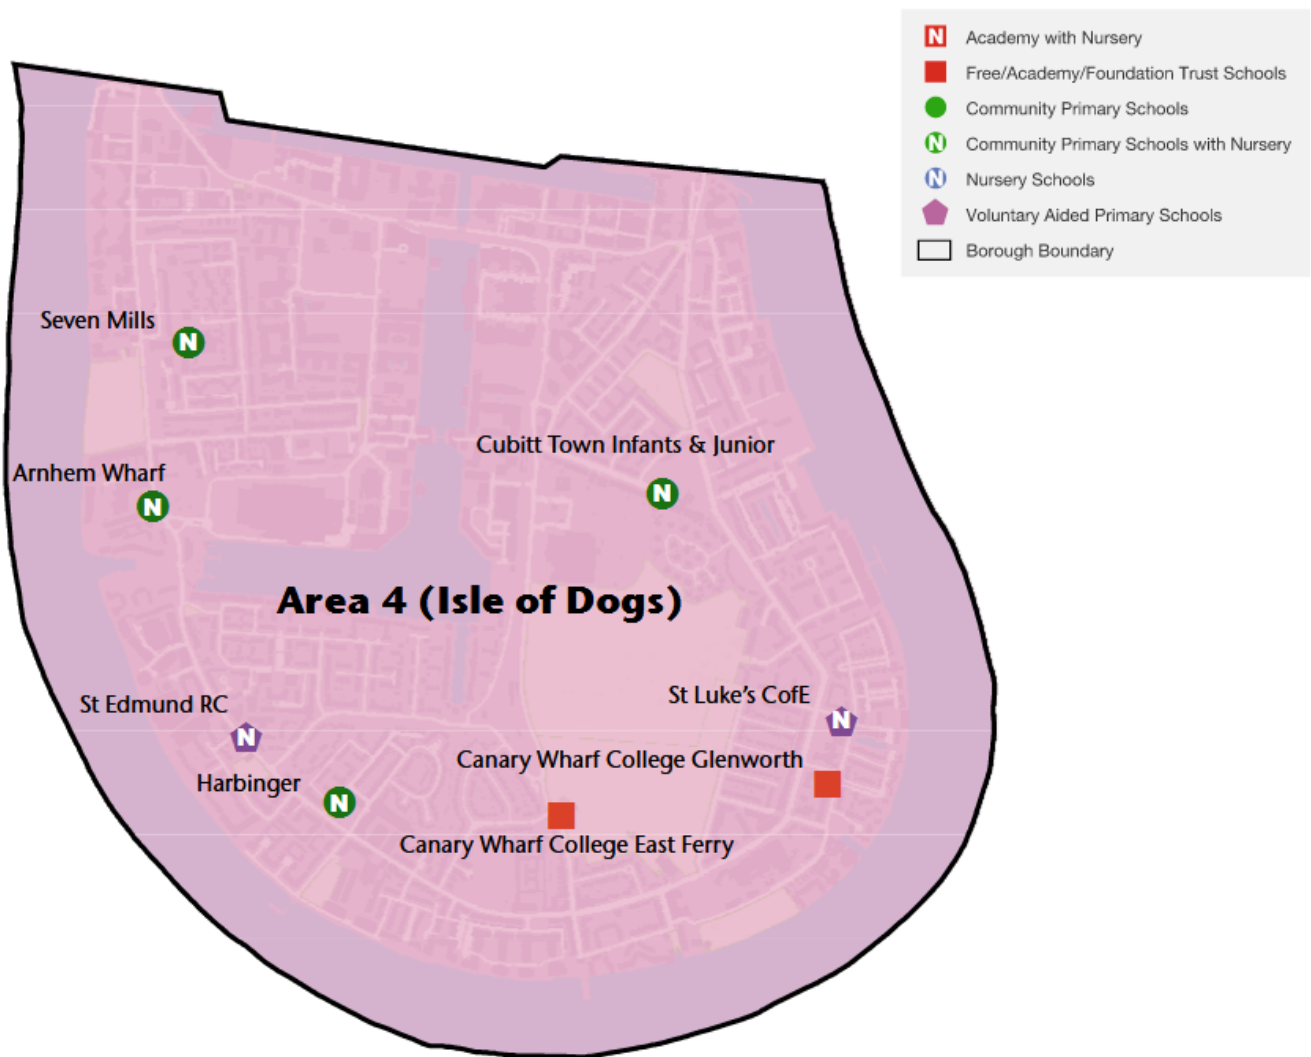 N Academy with Nursery
Free/Academy/Foundation Trust Schools
Community Primary Schools
N Community Primary Schools with Nursery
N Nursery Schools
Voluntary Aided Primary Schools
Borough Boundary
Seven Mills
N
Cubitt Town Infants & Junior
Arnhem Wharf
N
N
Area 4 (Isle of Dogs)
St Luke's CofE
St Edmund RC
N
N
Canary Wharf College Glenworth
Harbinger
N
Canary Wharf College East Ferry